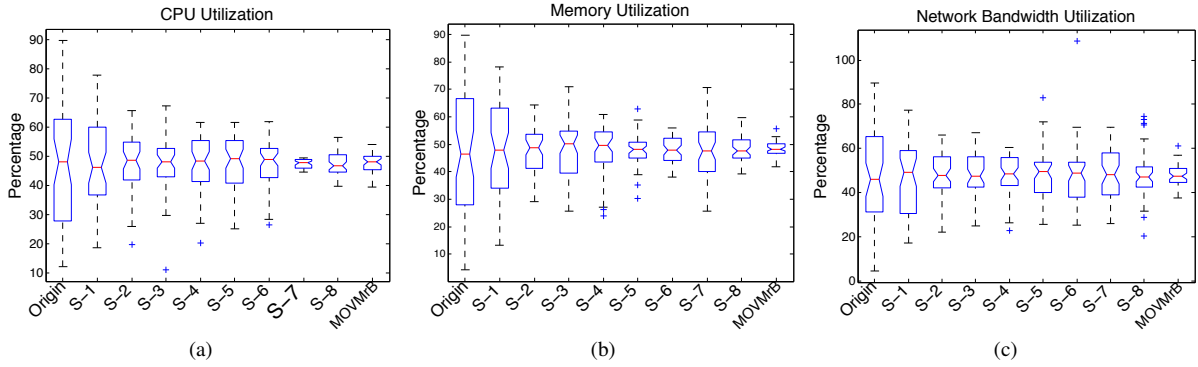 CPU Utilization
Percentage
90
80
70
60
50
40
30
20
10
Origin
S-1
S-2
S-3
S-4
S-5
S-6
S-7
S-8
MOVMrB
(a)
Memory Utilization
Percentage
90
80
70
60
50
40
30
20
10
Origin
S-1
S-2
S-3
S-4
S-5
S-6
S-7
S-8
MOVMrB
(b)
Network Bandwidth Utilization
Percentage
100
80
60
40
20
0
Origin
S-1
S-2
S-3
S-4
S-5
S-6
S-7
S-8
MOVMrB
(c)